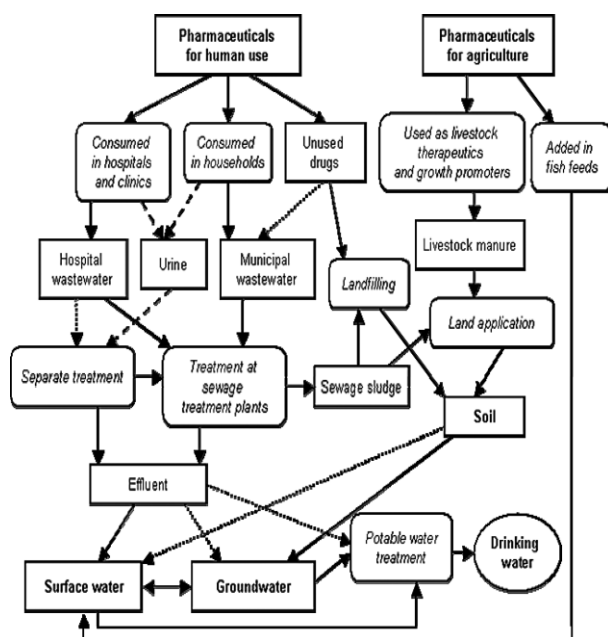 Pharmaceuticals
for human use
Pharmaceuticals
for agriculture
Consumed
in hospitals
and clinics
Consumed
in households
Unused
drugs
Used as livestock
therapeutics
and growth promoters
Added in
fish feeds
Hospital
wastewater
Urine
Municipal
wastewater
Landfilling
Livestock manure
Land application
Separate treatment
Treatment at
sewage
treatment plants
Sewage sludge
Soil
Effluent
Potable water
treatment
Drinking
water
Surface water
Groundwater